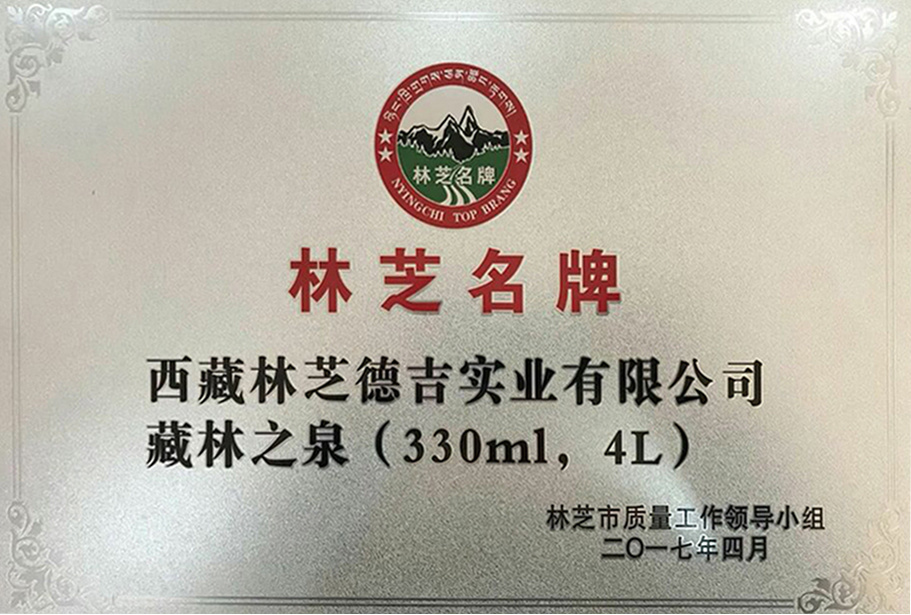 林芝名牌
NYINGCHI TOP BRANG
林芝名牌
西藏林芝德吉实业有限公司
藏林之泉（330ml，4L）
林芝市质量工作领导小组
二〇一七年四月